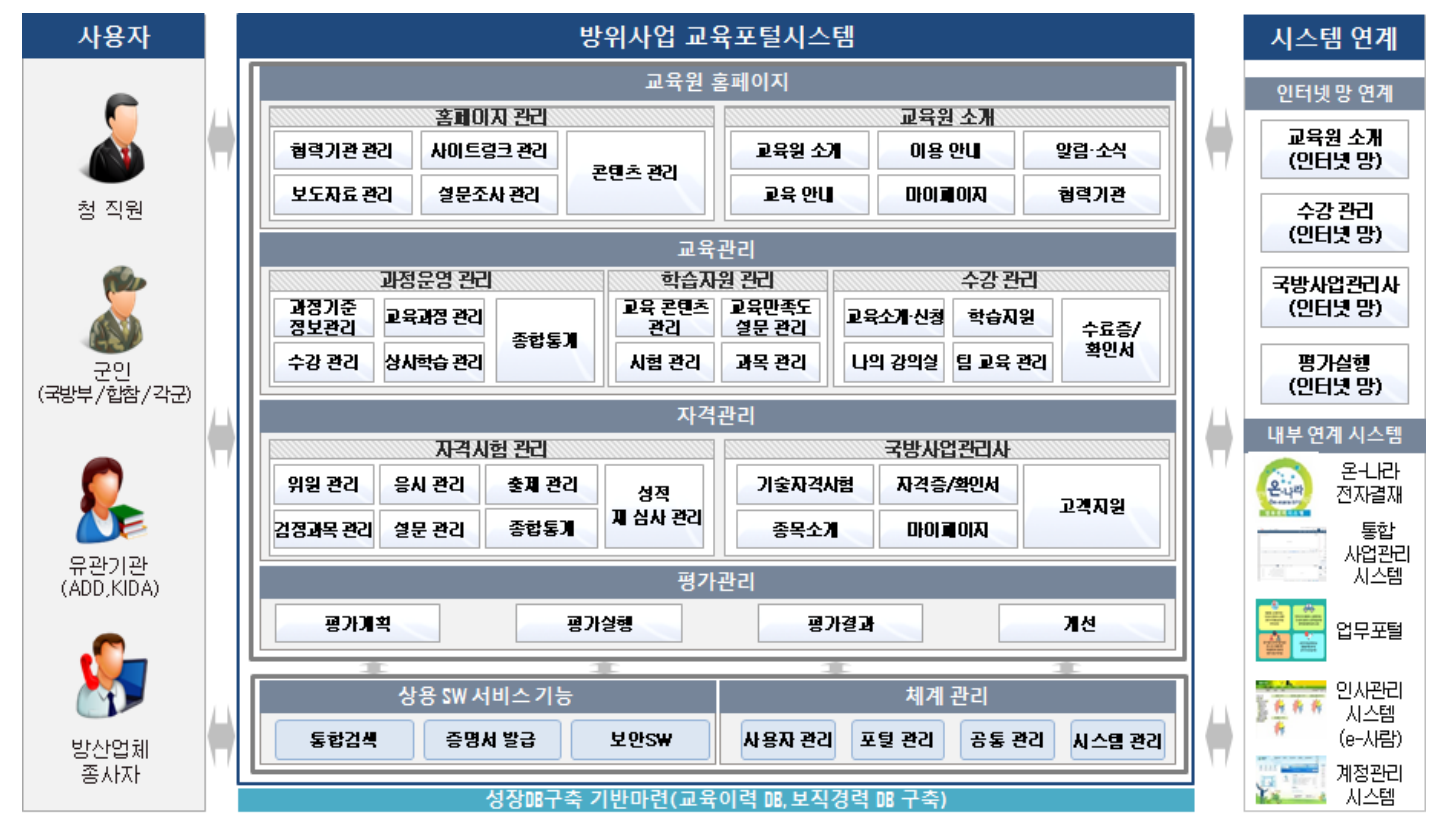 사용자
청 직원
군인
(국방부/합참/각군)
유관기관
(ADD,KIDA)
방산업체
종사자
방위사업 교육포털시스템
교육원 홈페이지
홈페이지 관리
협력기관 관리
사이트링크 관리
콘텐츠 관리
보도자료 관리
설문조사 관리
교육원 소개
교육원 소개
이용 안내
알림·소식
교육 안내
마이페이지
협력기관
교육관리
과정운영 관리
과정기준
정보관리
교육과정 관리
종합통계
수강 관리
상시학습 관리
학습자원 관리
교육 콘텐츠
관리
교육만족도
설문 관리
시험 관리
과목 관리
수강 관리
교육소개·신청
학습지원
수료증/
확인서
나의 강의실
팀 교육 관리
자격관리
자격시험 관리
위원 관리
응시 관리
출제 관리
성적
재 심사 관리
검정과목 관리
설문 관리
종합통계
국방사업관리사
기술자격시험
자격증/확인서
고객지원
종목소개
마이페이지
평가관리
평가계획
평가실행
평가결과
개선
상용 SW 서비스 기능
통합검색
증명서 발급
보안SW
체계 관리
사용자 관리
포털 관리
공통 관리
시스템 관리
성장DB구축 기반마련(교육이력 DB, 보직경력 DB 구축)
시스템 연계
인터넷 망 연계
교육원 소개
(인터넷 망)
수강 관리
(인터넷 망)
국방사업관리사
(인터넷 망)
평가실행
(인터넷 망)
내부 연계 시스템
온-나라
온-나라
전자결재
통합
사업관리
시스템
업무포털
인사관리
시스템
(e-사람)
계정관리
시스템